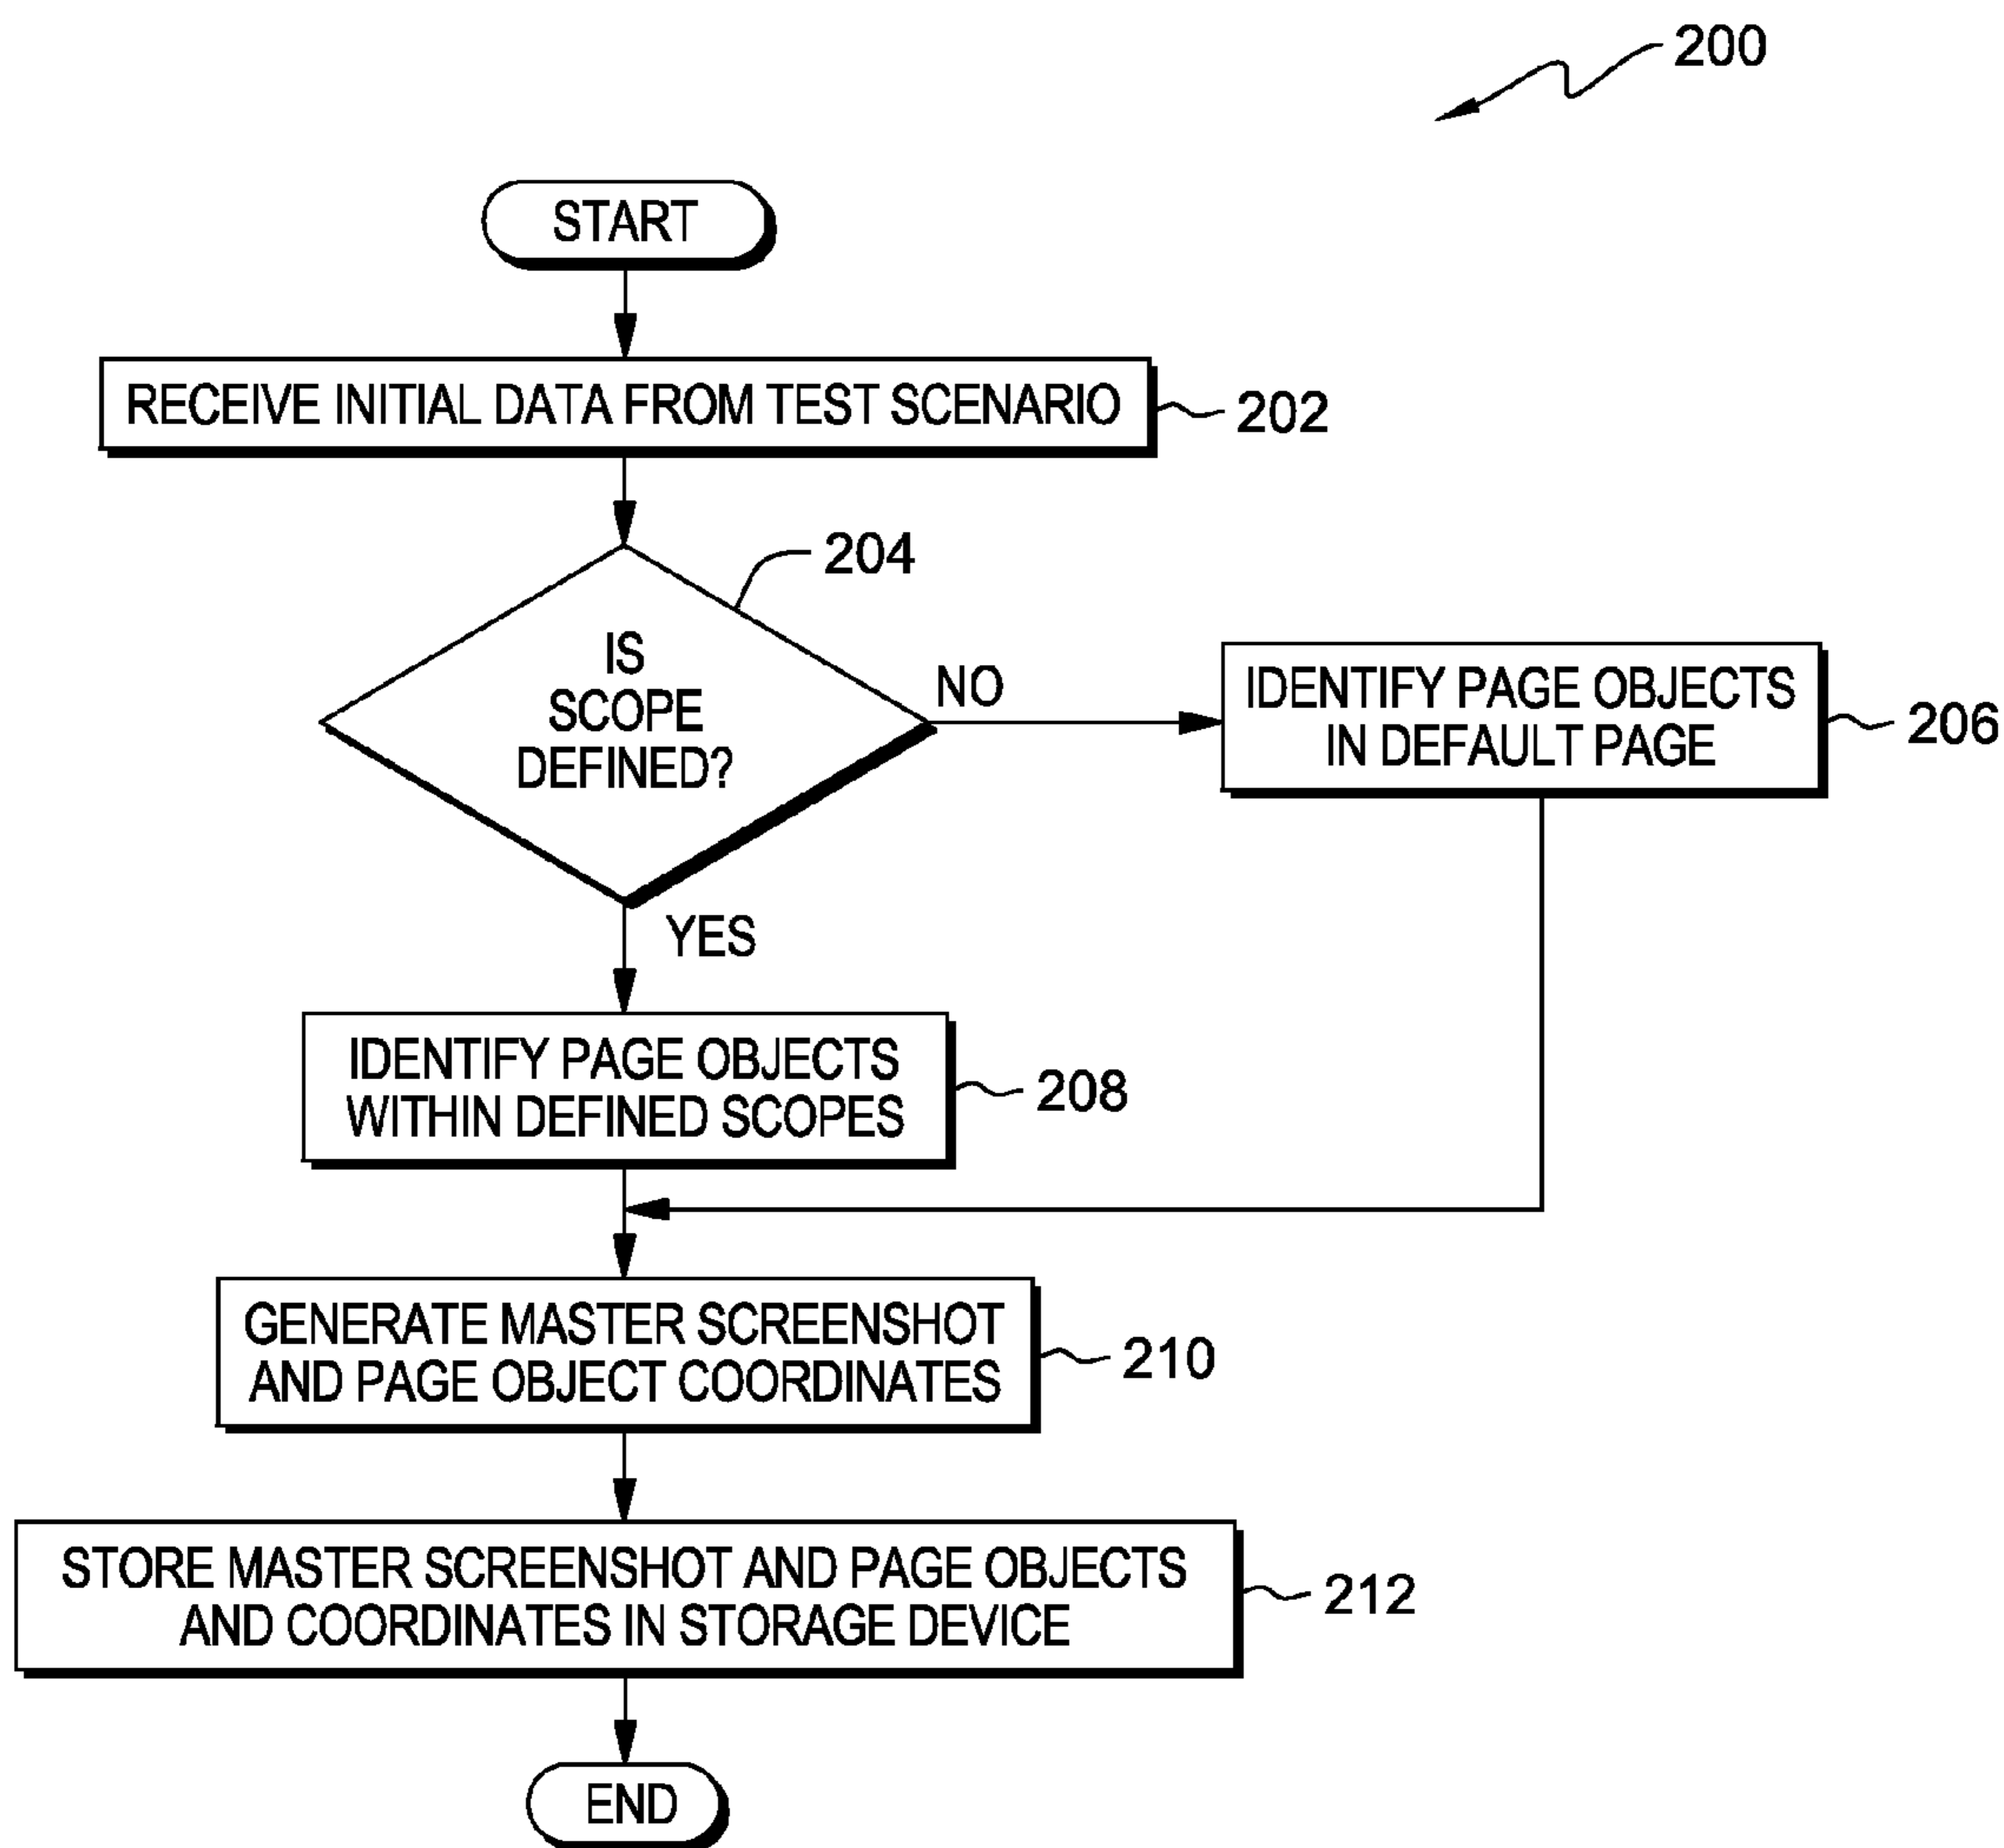 200
START
RECEIVE INITIAL DATA FROM TEST SCENARIO
202
204
IS
SCOPE
DEFINED?
NO
IDENTIFY PAGE OBJECTS
IN DEFAULT PAGE
206
YES
IDENTIFY PAGE OBJECTS
WITHIN DEFINED SCOPES
208
GENERATE MASTER SCREENSHOT
AND PAGE OBJECT COORDINATES
210
STORE MASTER SCREENSHOT AND PAGE OBJECTS
AND COORDINATES IN STORAGE DEVICE
212
END